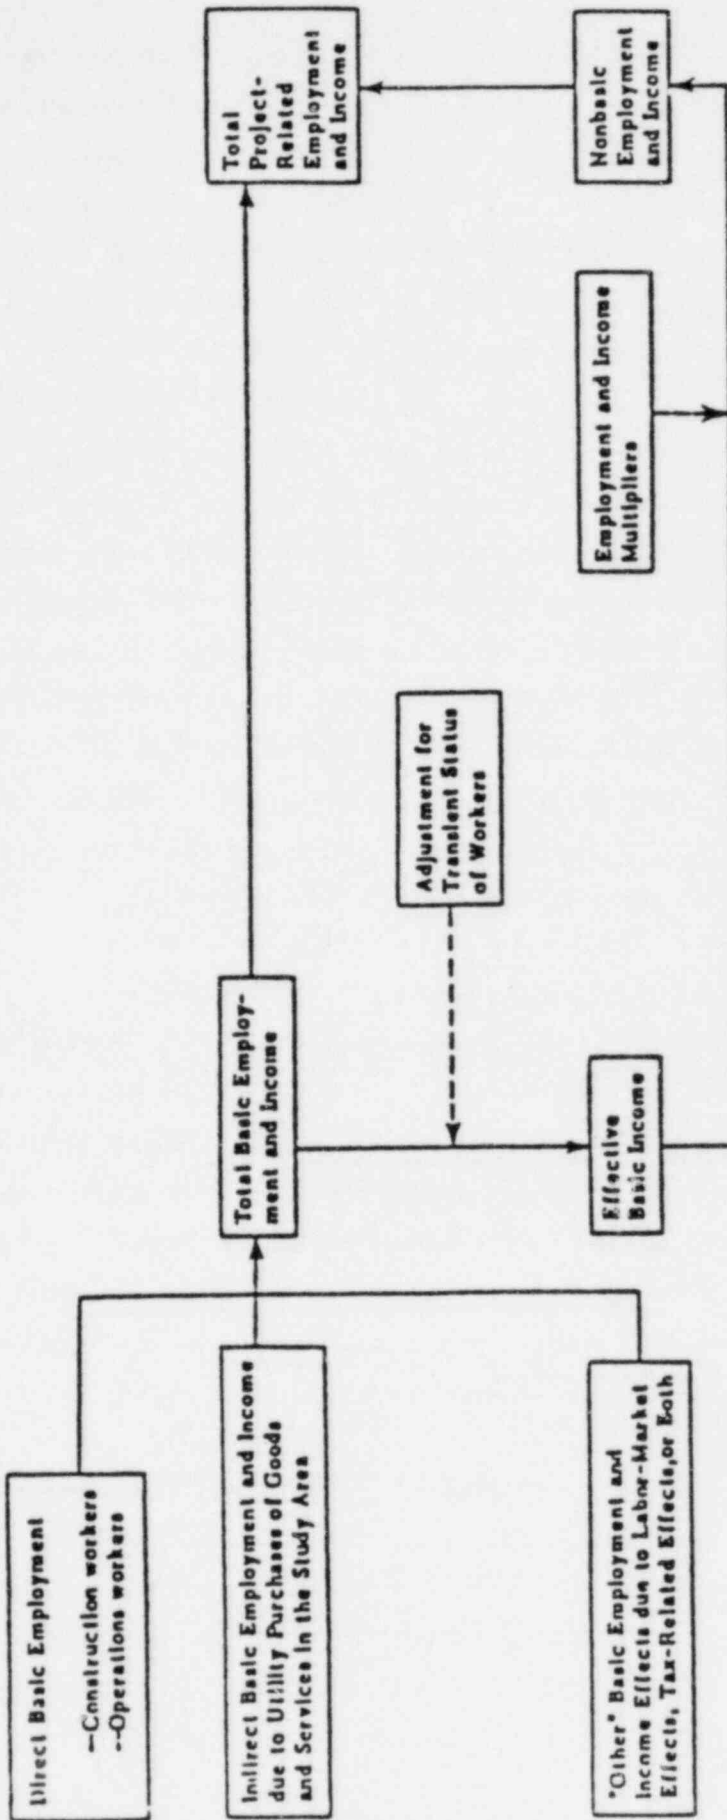 Direct Basic Employment
--Construction workers
--Operations workers
Indirect Basic Employment and Income
due to Utility Purchases of Goods
and Services in the Study Area
"Other" Basic Employment and
Income Effects due to Labor-Market
Effects, Tax-Related Effects, or Both
Total Basic Employ-
ment and Income
Effective
Basic Income
Adjustment for
Transient Status
of Workers
Employment and Income
Multipliers
Total
Project-
Related
Employment
and Income
Nonbasic
Employment
and Income